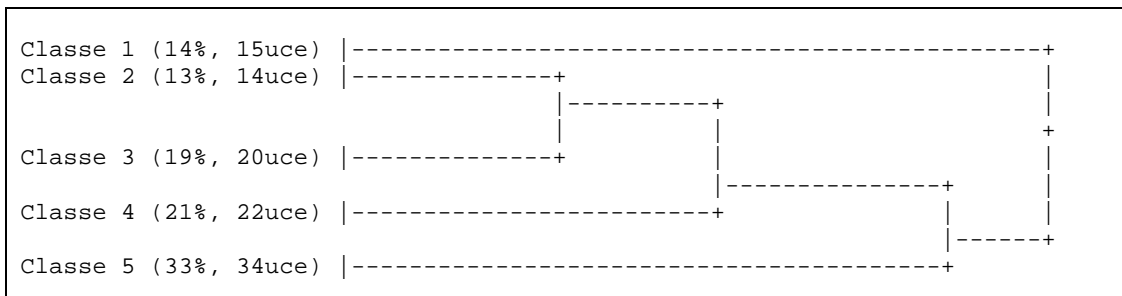 Classe 1 (14%, 15uce)
Classe 2 (13%, 14uce)
Classe 3 (19%, 20uce)
Classe 4 (21%, 22uce)
Classe 5 (33%, 34uce)